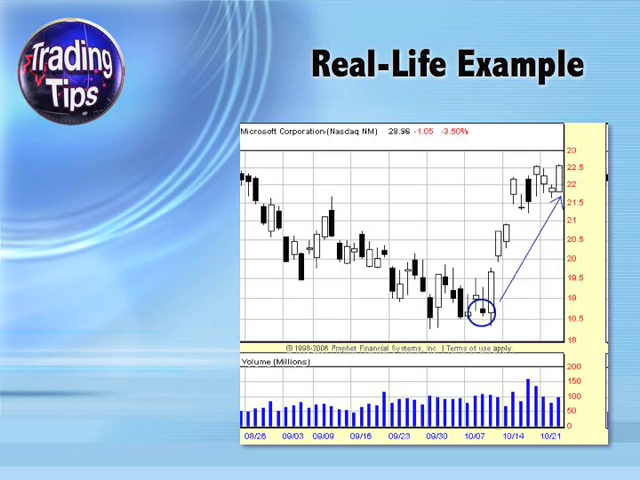 Trading
Tips
Real-Life Example
Microsoft Corporation-(Nasdaq NM) 28.96 -1.05 -3.50%
23
22.5
22
21.5
21
20.5
20
19.5
19
18.5
18
© 1998-2006 Prophet Financial Systems, Inc. | Terms of use apply.
Volume (Millions)
200
150
100
50
0
08/26 09/03 09/09 09/16 09/23 09/30 10/07 10/14 10/21